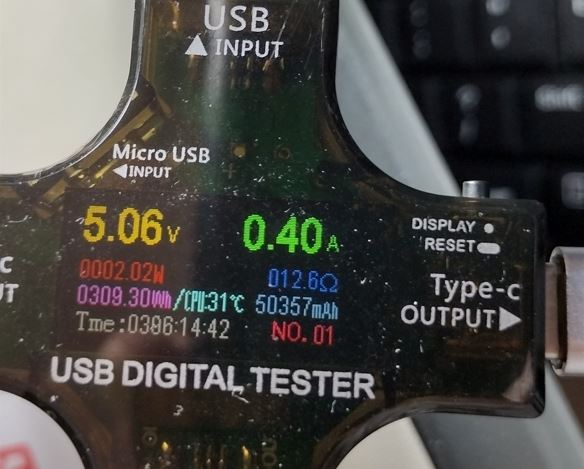 USB
▲INPUT
Micro USB
◀INPUT
5.06V 0.40A
0002.02W 012.6Ω
0309.30Wh/CPU:31℃ 50357mAh
Tme:0386:14:42 NO.01
DISPLAY
RESET
Type-c
OUTPUT▶
USB DIGITAL TESTER